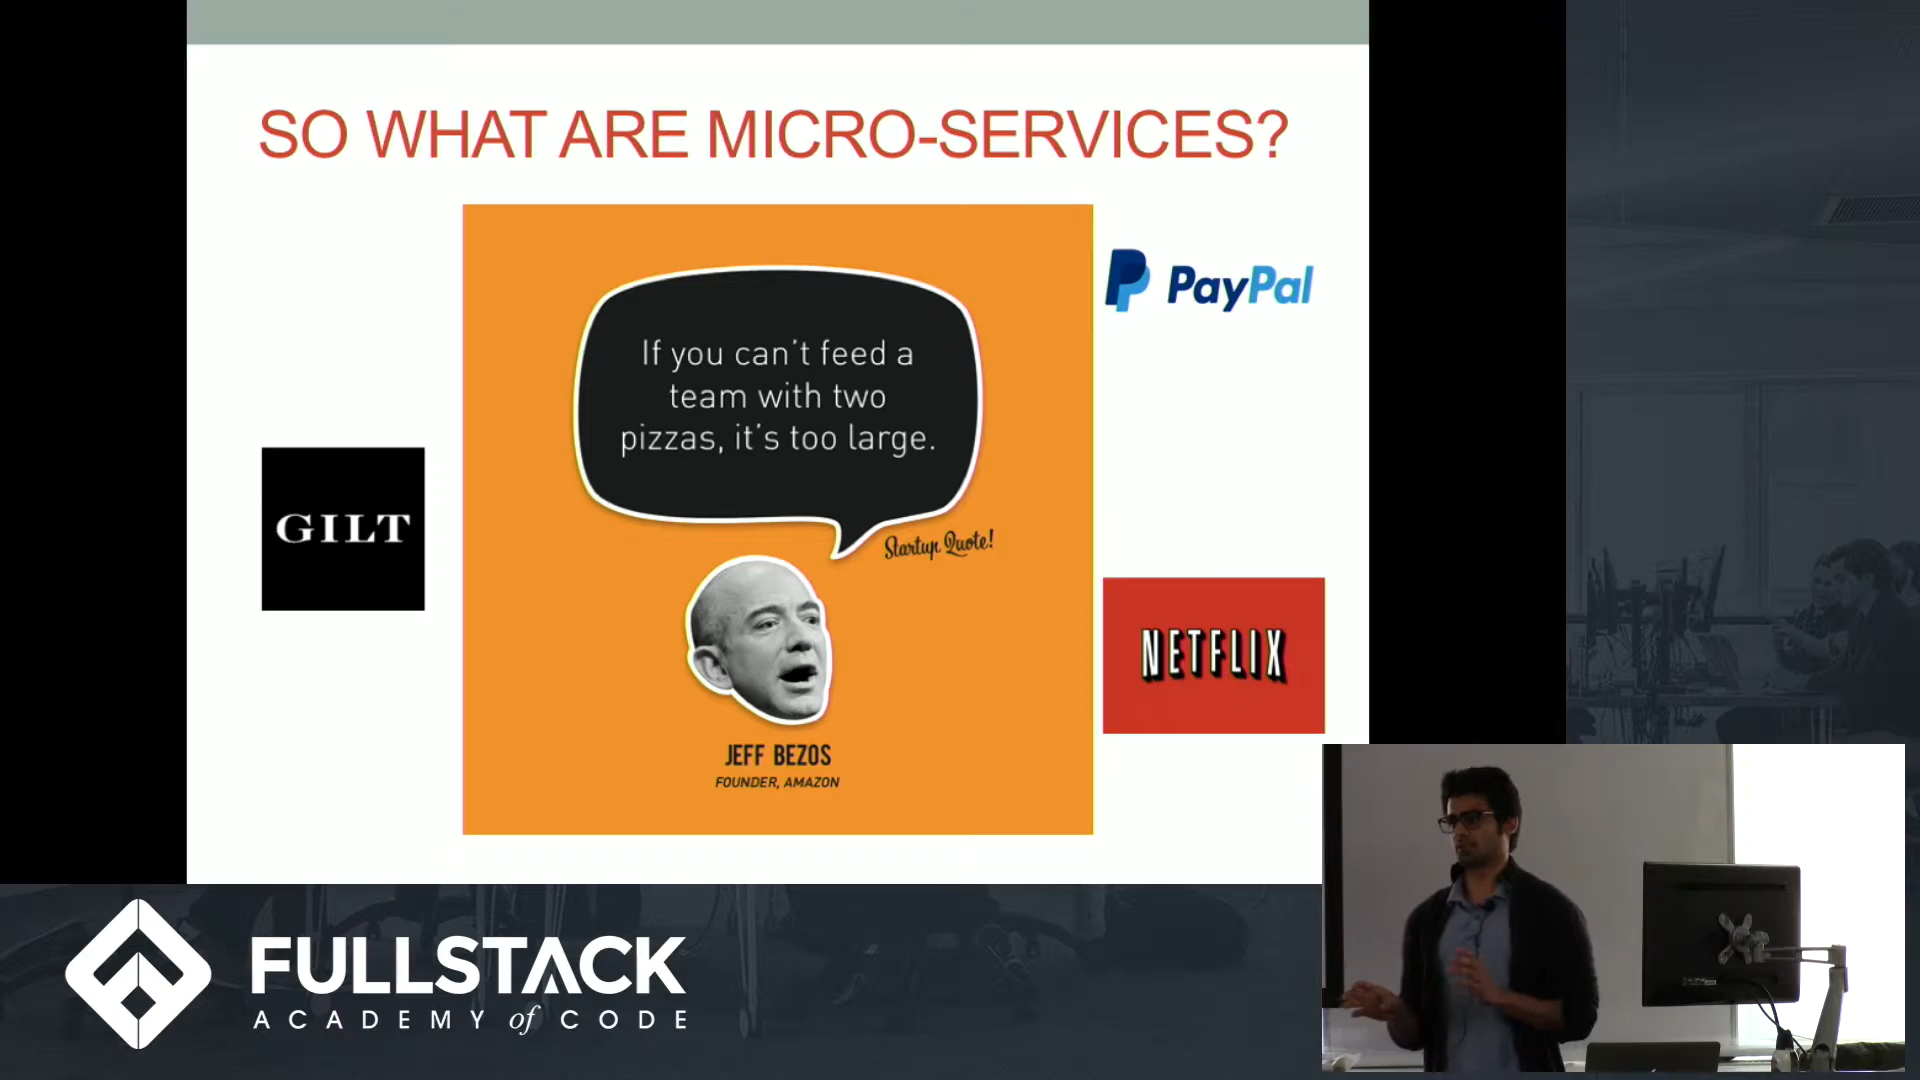 SO WHAT ARE MICRO-SERVICES?
If you can't feed a
team with two
pizzas, it's too large.
Startup Quote!
JEFF BEZOS
FOUNDER, AMAZON
GILT
PayPal
NETFLIX
FULLSTACK
ACADEMY of CODE